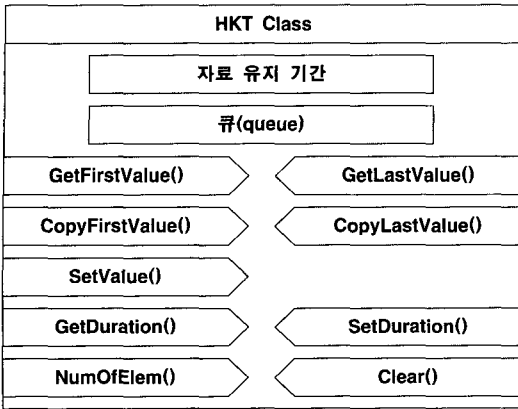 HKT Class
자료 유지 기간
큐(queue)
GetFirstValue()
GetLastValue()
CopyFirstValue()
CopyLastValue()
SetValue()
GetDuration()
SetDuration()
NumOfElem()
Clear()